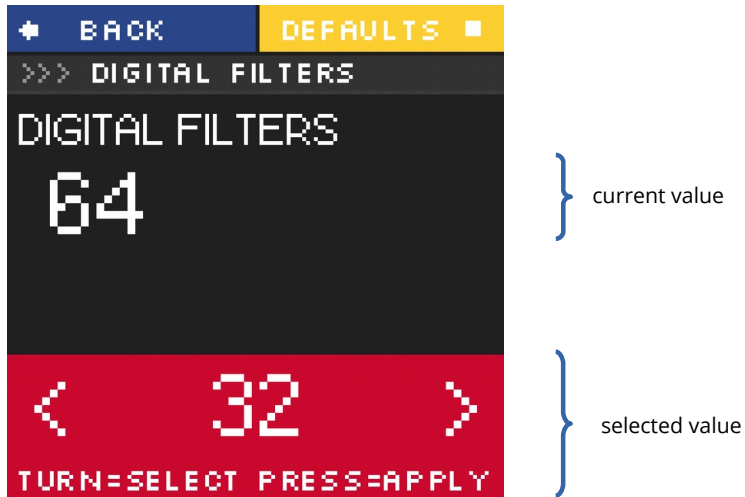 BACK DEFAULTS
>>> DIGITAL FILTERS
DIGITAL FILTERS
64
current value
< 32 >
selected value
TURN=SELECT PRESS=APPLY